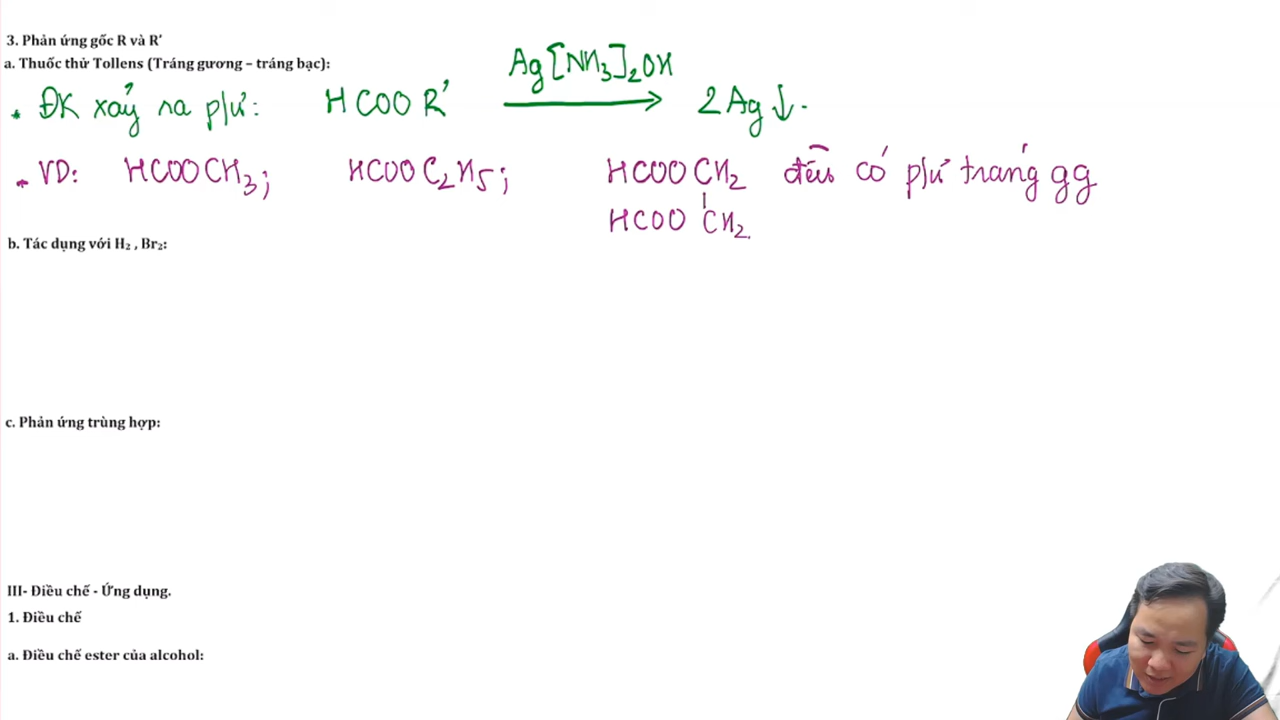 3. Phản ứng gốc R và R’
a. Thuốc thử Tollens (Tráng gương – tráng bạc):
Ag[NH3]2OH
* ĐK xảy ra p/ứ: HCOOR' → 2Ag↓.
* VD: HCOOCH3; HCOOC2H5; HCOOCH2 đều có p/ứ tráng gg
HCOOCH2.
b. Tác dụng với H₂ , Br₂:
c. Phản ứng trùng hợp:
III- Điều chế - Ứng dụng.
1. Điều chế
a. Điều chế ester của alcohol: